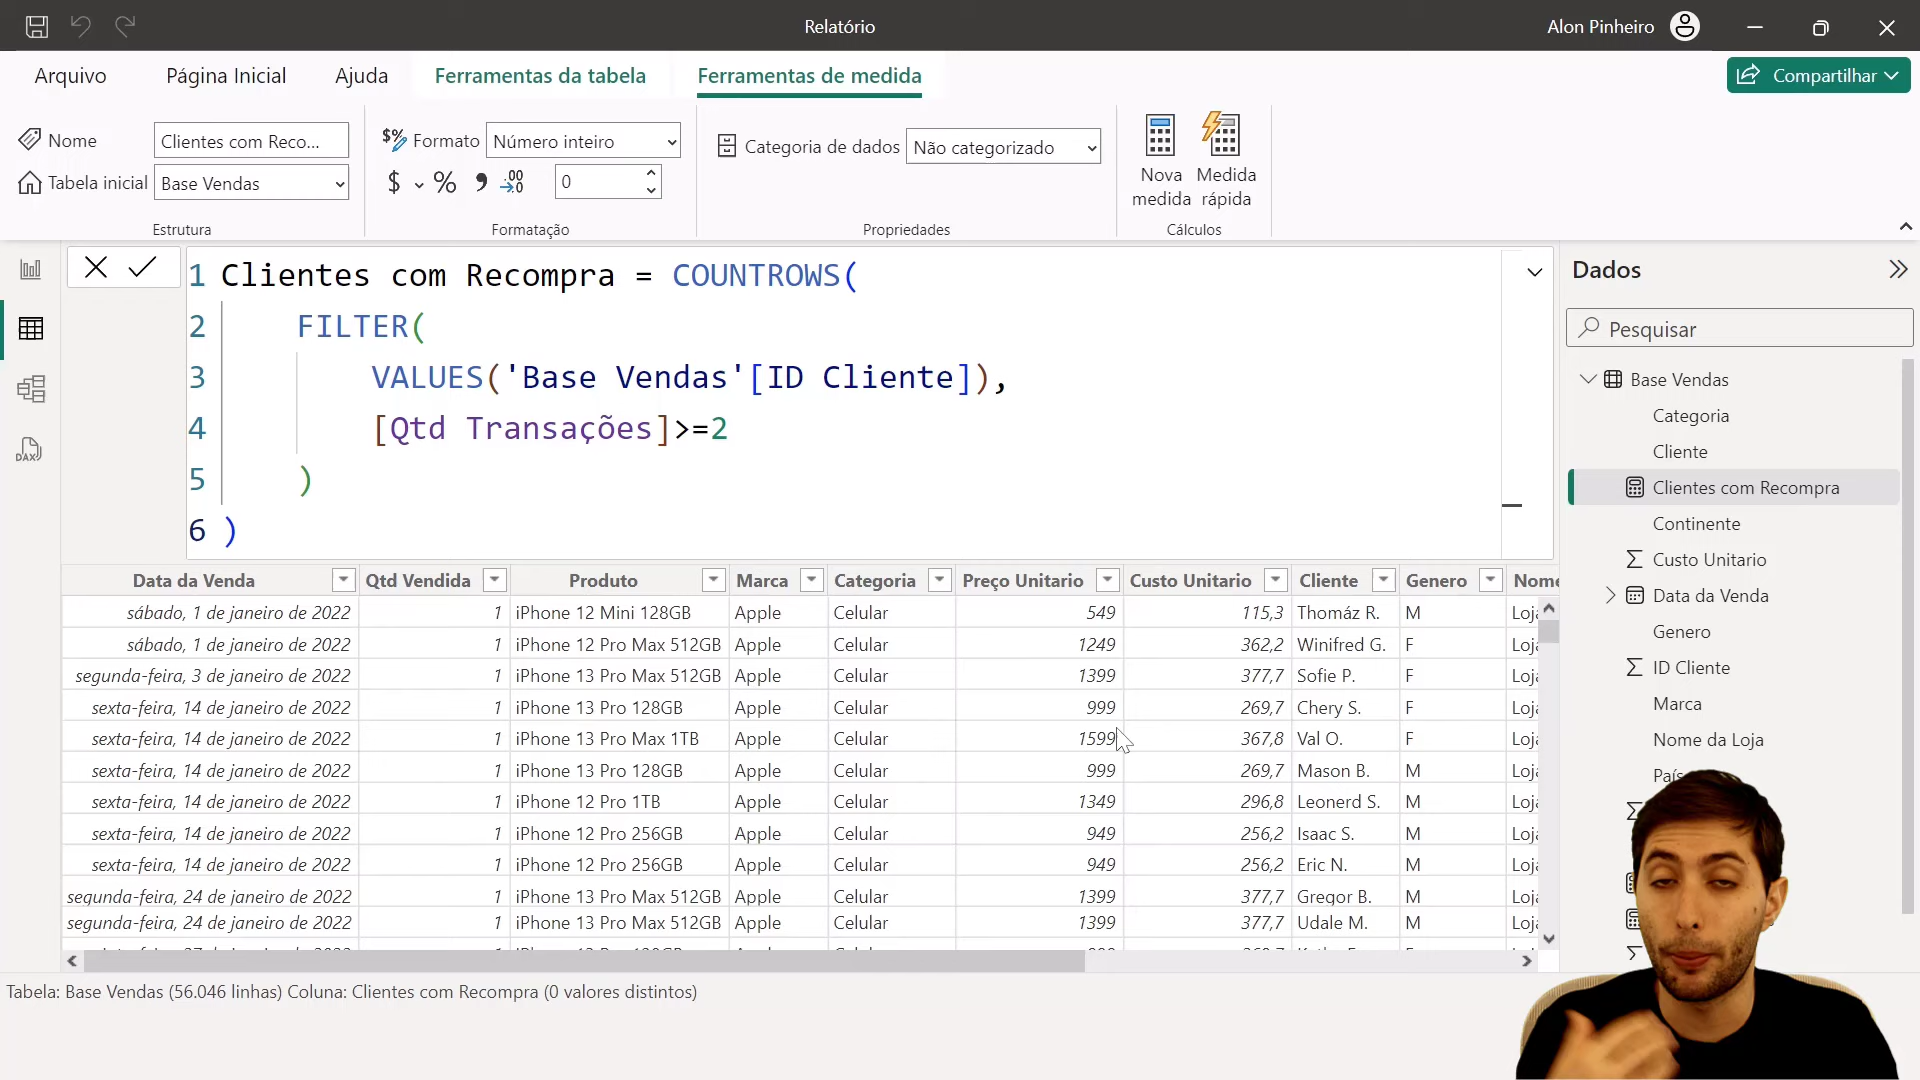 Relatório
Alon Pinheiro
Arquivo
Página Inicial
Ajuda
Ferramentas da tabela
Ferramentas de medida
Compartilhar
Nome
Clientes com Reco...
Tabela inicial
Base Vendas
Estrutura
Formato
Número inteiro
0
Formatação
Categoria de dados
Não categorizado
Propriedades
Nova medida
Medida rápida
Cálculos
1 Clientes com Recompra = COUNTROWS(
2 FILTER(
3 VALUES('Base Vendas'[ID Cliente]),
4 [Qtd Transações]>=2
5 )
6 )
Data da Venda Qtd Vendida Produto Marca Categoria Preço Unitario Custo Unitario Cliente Genero Nome
sábado, 1 de janeiro de 2022 1 iPhone 12 Mini 128GB Apple Celular 549 115,3 Thomáz R. M Loja
sábado, 1 de janeiro de 2022 1 iPhone 12 Pro Max 512GB Apple Celular 1249 362,2 Winifred G. F Loja
segunda-feira, 3 de janeiro de 2022 1 iPhone 13 Pro Max 512GB Apple Celular 1399 377,7 Sofie P. F Loja
sexta-feira, 14 de janeiro de 2022 1 iPhone 13 Pro 128GB Apple Celular 999 269,7 Chery S. F Loja
sexta-feira, 14 de janeiro de 2022 1 iPhone 13 Pro Max 1TB Apple Celular 1599 367,8 Val O. F Loja
sexta-feira, 14 de janeiro de 2022 1 iPhone 13 Pro 128GB Apple Celular 999 269,7 Mason B. M Loja
sexta-feira, 14 de janeiro de 2022 1 iPhone 12 Pro 1TB Apple Celular 1349 296,8 Leonerd S. M Loja
sexta-feira, 14 de janeiro de 2022 1 iPhone 12 Pro 256GB Apple Celular 949 256,2 Isaac S. M Loja
sexta-feira, 14 de janeiro de 2022 1 iPhone 12 Pro 256GB Apple Celular 949 256,2 Eric N. M Loja
segunda-feira, 24 de janeiro de 2022 1 iPhone 13 Pro Max 512GB Apple Celular 1399 377,7 Gregor B. M Loja
segunda-feira, 24 de janeiro de 2022 1 iPhone 13 Pro Max 512GB Apple Celular 1399 377,7 Udale M. M Loja
Tabela: Base Vendas (56.046 linhas) Coluna: Clientes com Recompra (0 valores distintos)
Dados
Pesquisar
Base Vendas
Categoria
Cliente
Clientes com Recompra
Continente
Custo Unitario
Data da Venda
Genero
ID Cliente
Marca
Nome da Loja
País
DAX